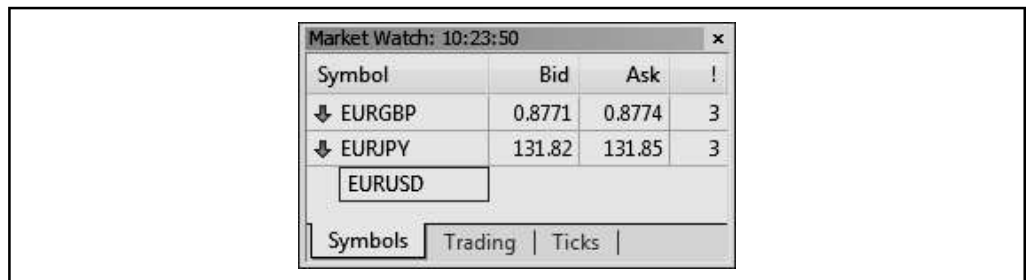 Market Watch: 10:23:50 ×
Symbol Bid Ask !
EURGBP 0.8771 0.8774 3
EURJPY 131.82 131.85 3
EURUSD
Symbols Trading | Ticks |